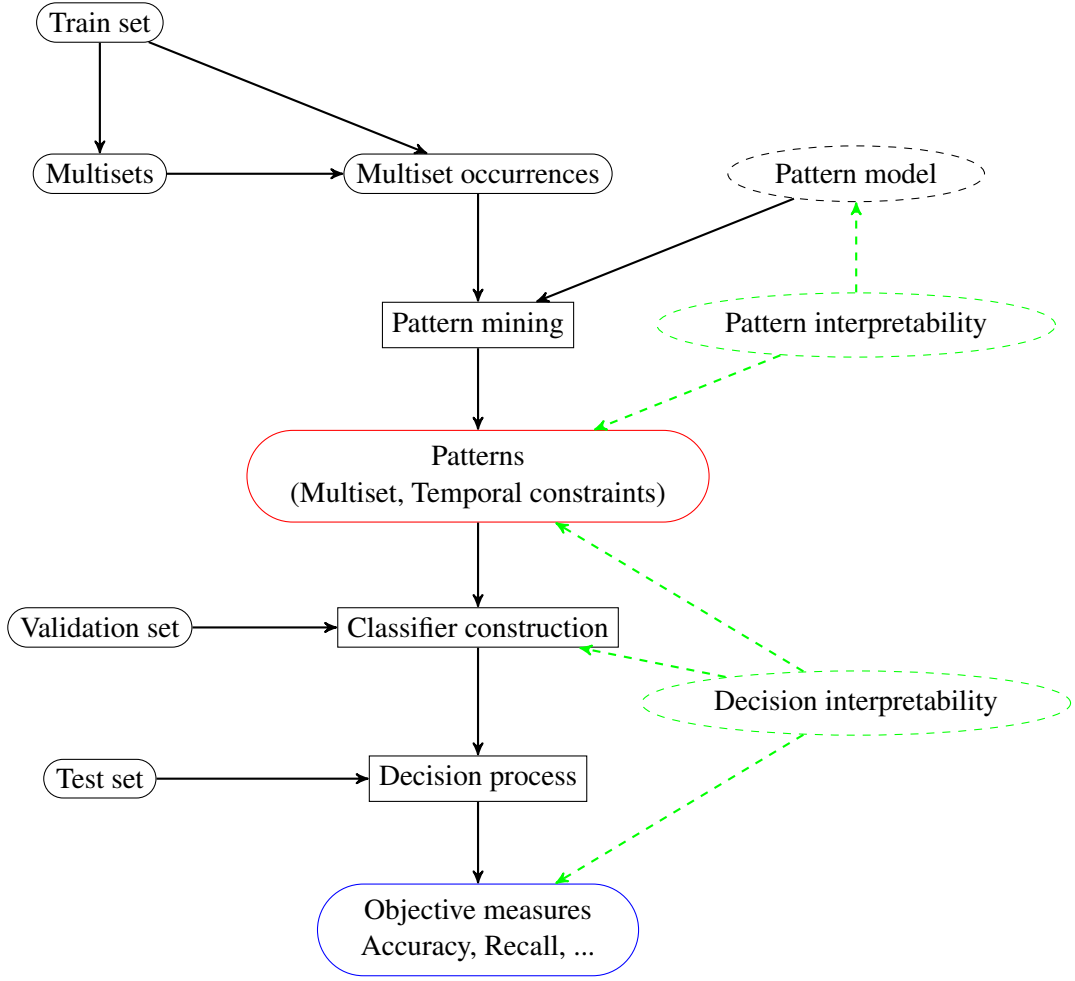 Train set
Multisets
Multiset occurrences
Pattern model
Pattern mining
Pattern interpretability
Patterns
(Multiset, Temporal constraints)
Validation set
Classifier construction
Decision interpretability
Test set
Decision process
Objective measures
Accuracy, Recall, ...